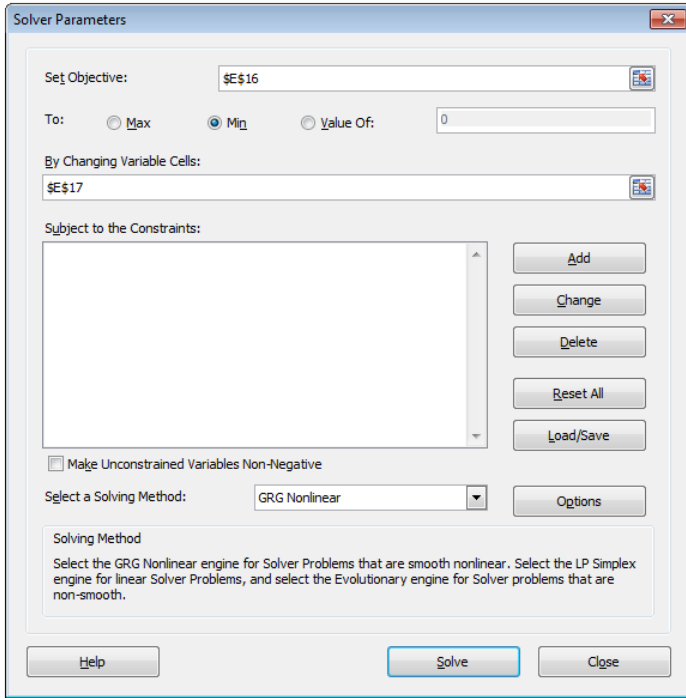 Solver Parameters
Set Objective: $E$16
To: Max Min Value Of: 0
By Changing Variable Cells:
$E$17
Subject to the Constraints:
Add
Change
Delete
Reset All
Load/Save
Make Unconstrained Variables Non-Negative
Select a Solving Method: GRG Nonlinear Options
Solving Method
Select the GRG Nonlinear engine for Solver Problems that are smooth nonlinear. Select the LP Simplex
engine for linear Solver Problems, and select the Evolutionary engine for Solver problems that are
non-smooth.
Help Solve Close